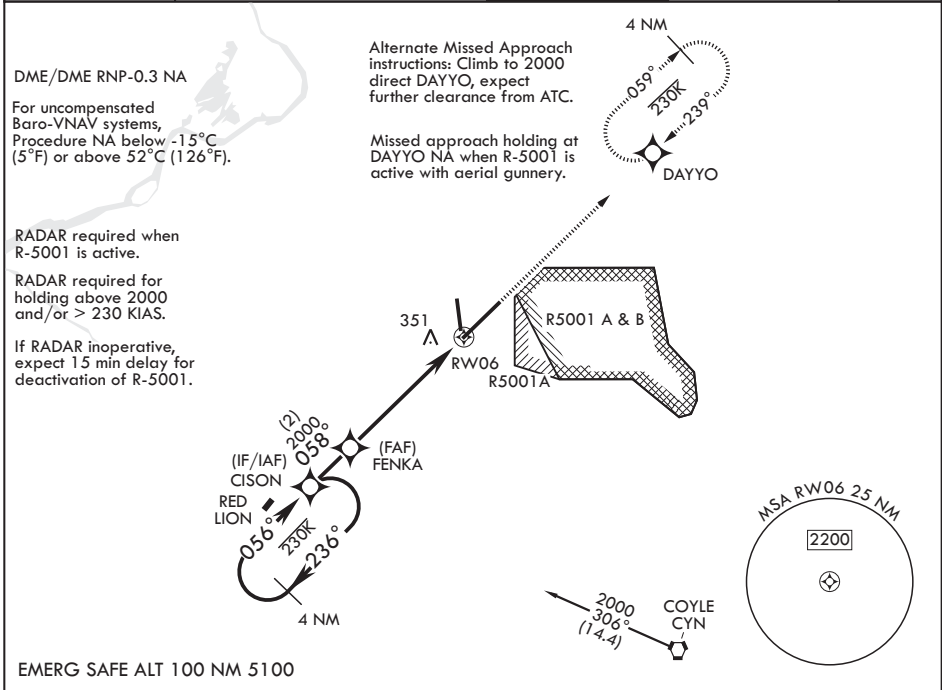 DME/DME RNP-0.3 NA
For uncompensated
Baro-VNAV systems,
Procedure NA below -15°C
(5°F) or above 52°C (126°F).
RADAR required when
R-5001 is active.
RADAR required for
holding above 2000
and/or > 230 KIAS.
If RADAR inoperative,
expect 15 min delay for
deactivation of R-5001.
Alternate Missed Approach
instructions: Climb to 2000
direct DAYYO, expect
further clearance from ATC.
Missed approach holding at
DAYYO NA when R-5001 is
active with aerial gunnery.
4 NM
059°
230K
239°
DAYYO
351
RW06
R5001 A & B
R5001A
(2)
2000
058°
(FAF)
FENKA
(IF/IAF)
CISON
RED
LION
056°
230K
236°
4 NM
MSA RW06 25 NM
2200
2000
306°
(14.4)
COYLE
CYN
EMERG SAFE ALT 100 NM 5100